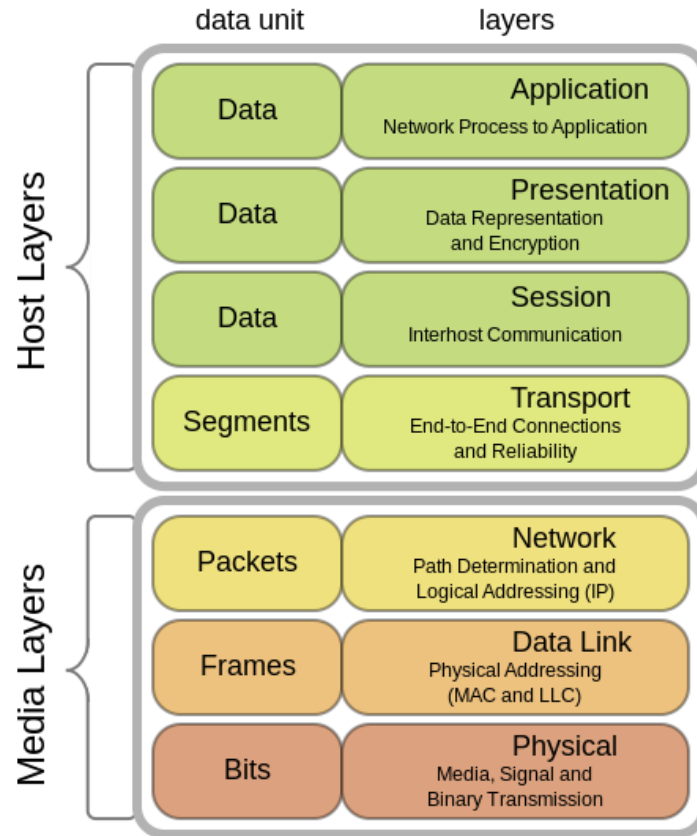 data unit layers
Host Layers
Data
Application
Network Process to Application
Data
Presentation
Data Representation
and Encryption
Data
Session
Interhost Communication
Segments
Transport
End-to-End Connections
and Reliability
Media Layers
Packets
Network
Path Determination and
Logical Addressing (IP)
Frames
Data Link
Physical Addressing
(MAC and LLC)
Bits
Physical
Media, Signal and
Binary Transmission